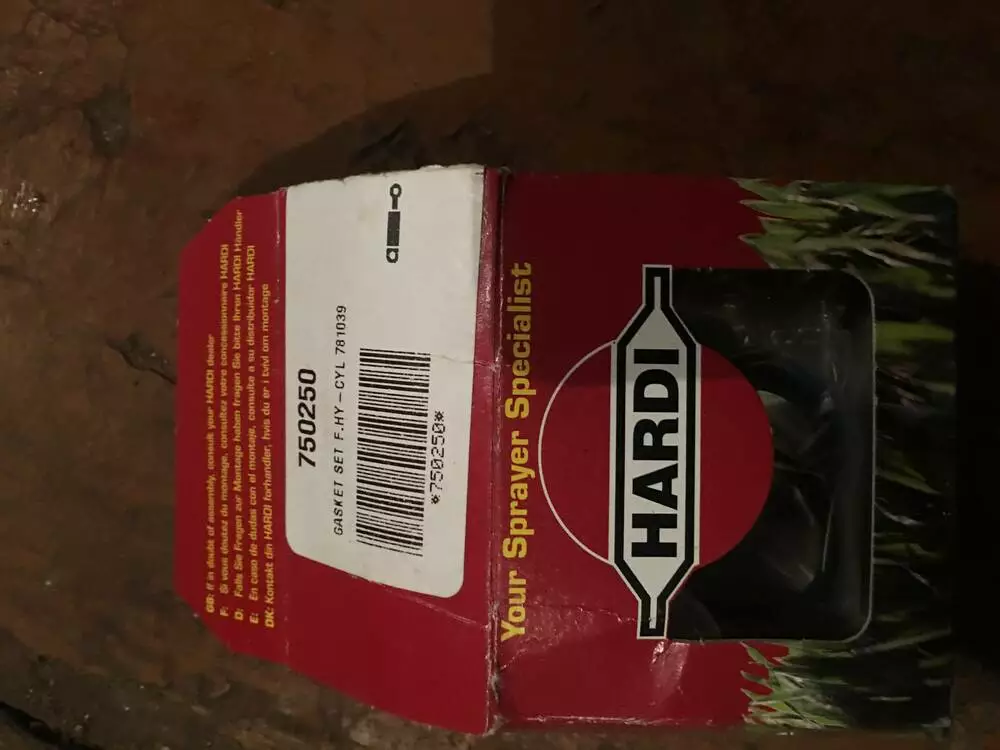 GB: If in doubt of assembly, consult your HARDI dealer
F: Si vous doutez du montage, consultez votre concessionnaire HARDI
D: Falls Sie Fragen zur Montage haben fragen Sie bitte Ihren HARDI Händler
E: En caso de dudas con el montaje, consulte a su distribuidor HARDI
DK: Kontakt din HARDI forhandler, hvis du er i tvivl om montage
750250
GASKET SET F.HY-CYL 781039
*750250*
Your Sprayer Specialist
HARDI